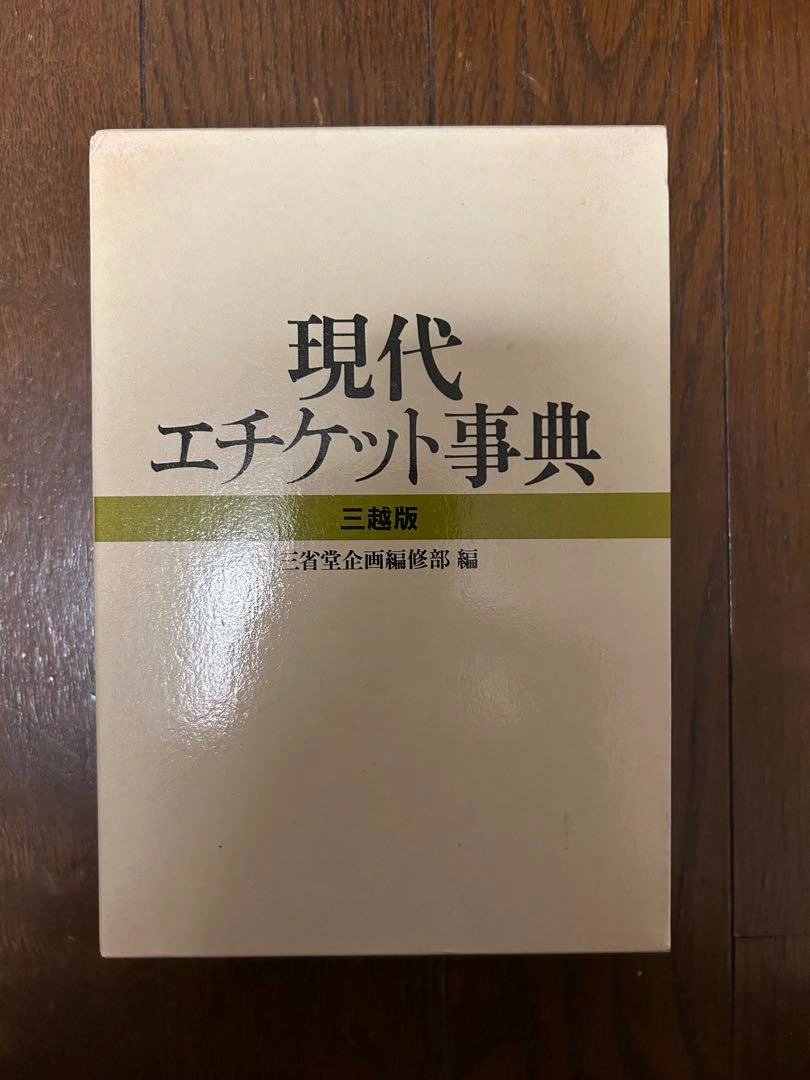 現代
エチケット事典
三越版
三省堂企画編修部 編